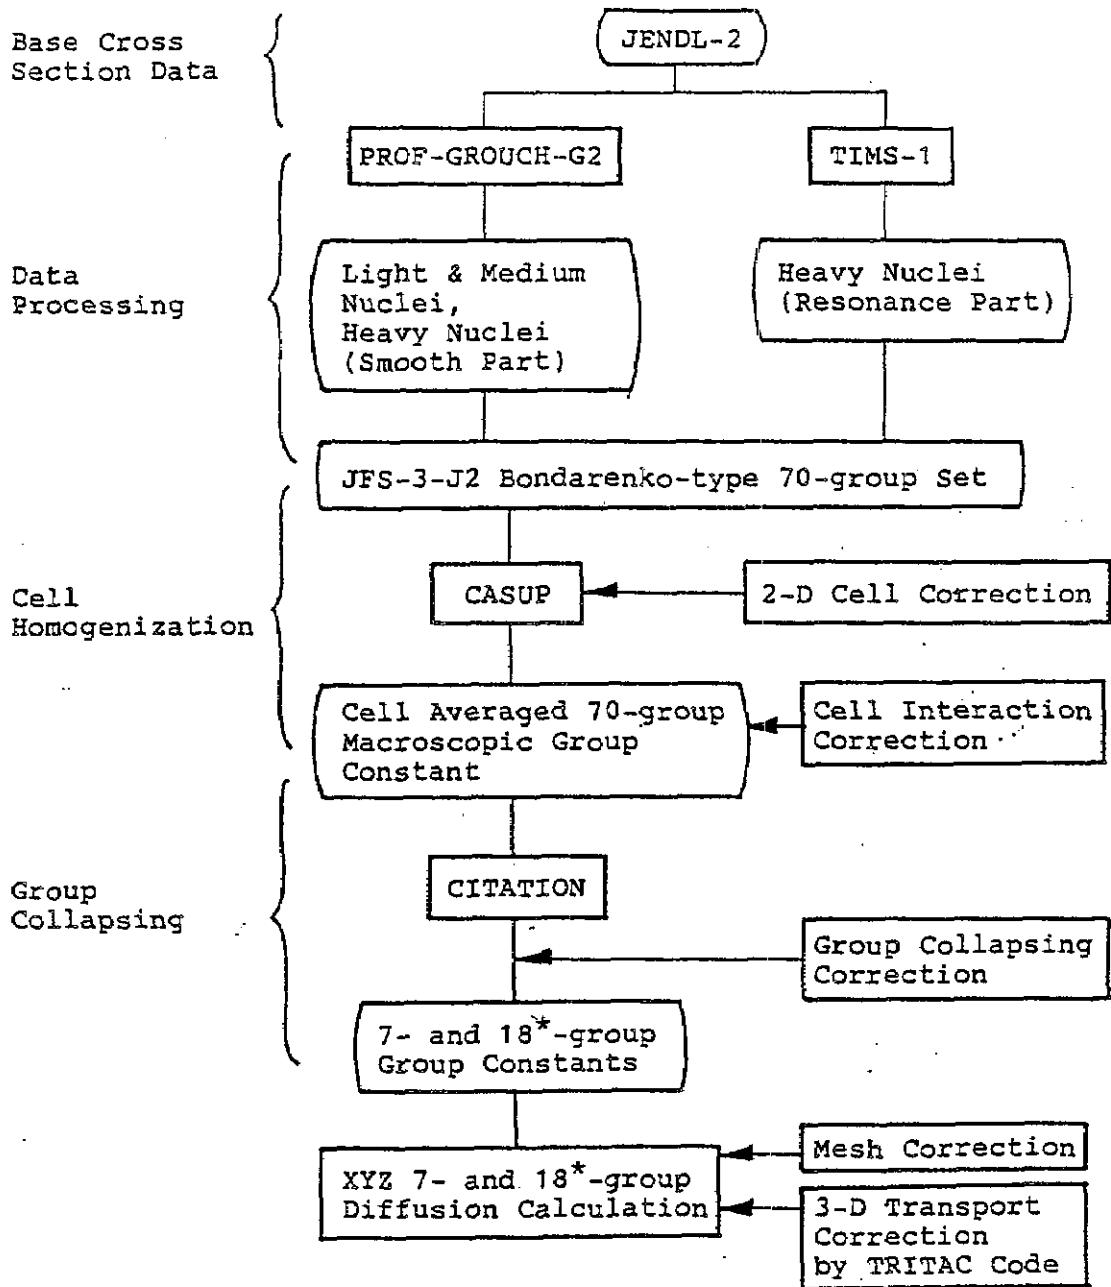 Base Cross
Section Data
JENDL-2
PROF-GROUCH-G2
TIMS-1
Data
Processing
Light & Medium
Nuclei,
Heavy Nuclei
(Smooth Part)
Heavy Nuclei
(Resonance Part)
JFS-3-J2 Bondarenko-type 70-group Set
Cell
Homogenization
CASUP
2-D Cell Correction
Cell Averaged 70-group
Macroscopic Group
Constant
Cell Interaction
Correction
Group
Collapsing
CITATION
Group Collapsing
Correction
7- and 18*-group
Group Constants
XYZ 7- and 18*-group
Diffusion Calculation
Mesh Correction
3-D Transport
Correction
by TRITAC Code